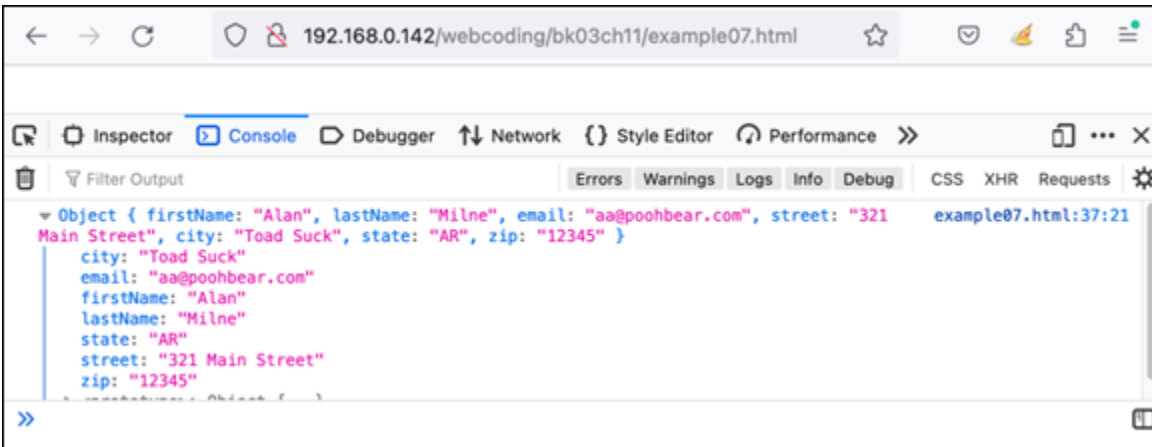 192.168.0.142/webcoding/bk03ch11/example07.html
Inspector Console Debugger Network {} Style Editor Performance
Filter Output Errors Warnings Logs Info Debug CSS XHR Requests
Object { firstName: "Alan", lastName: "Milne", email: "aa@poohbear.com", street: "321 example07.html:37:21
Main Street", city: "Toad Suck", state: "AR", zip: "12345" }
city: "Toad Suck"
email: "aa@poohbear.com"
firstName: "Alan"
lastName: "Milne"
state: "AR"
street: "321 Main Street"
zip: "12345"